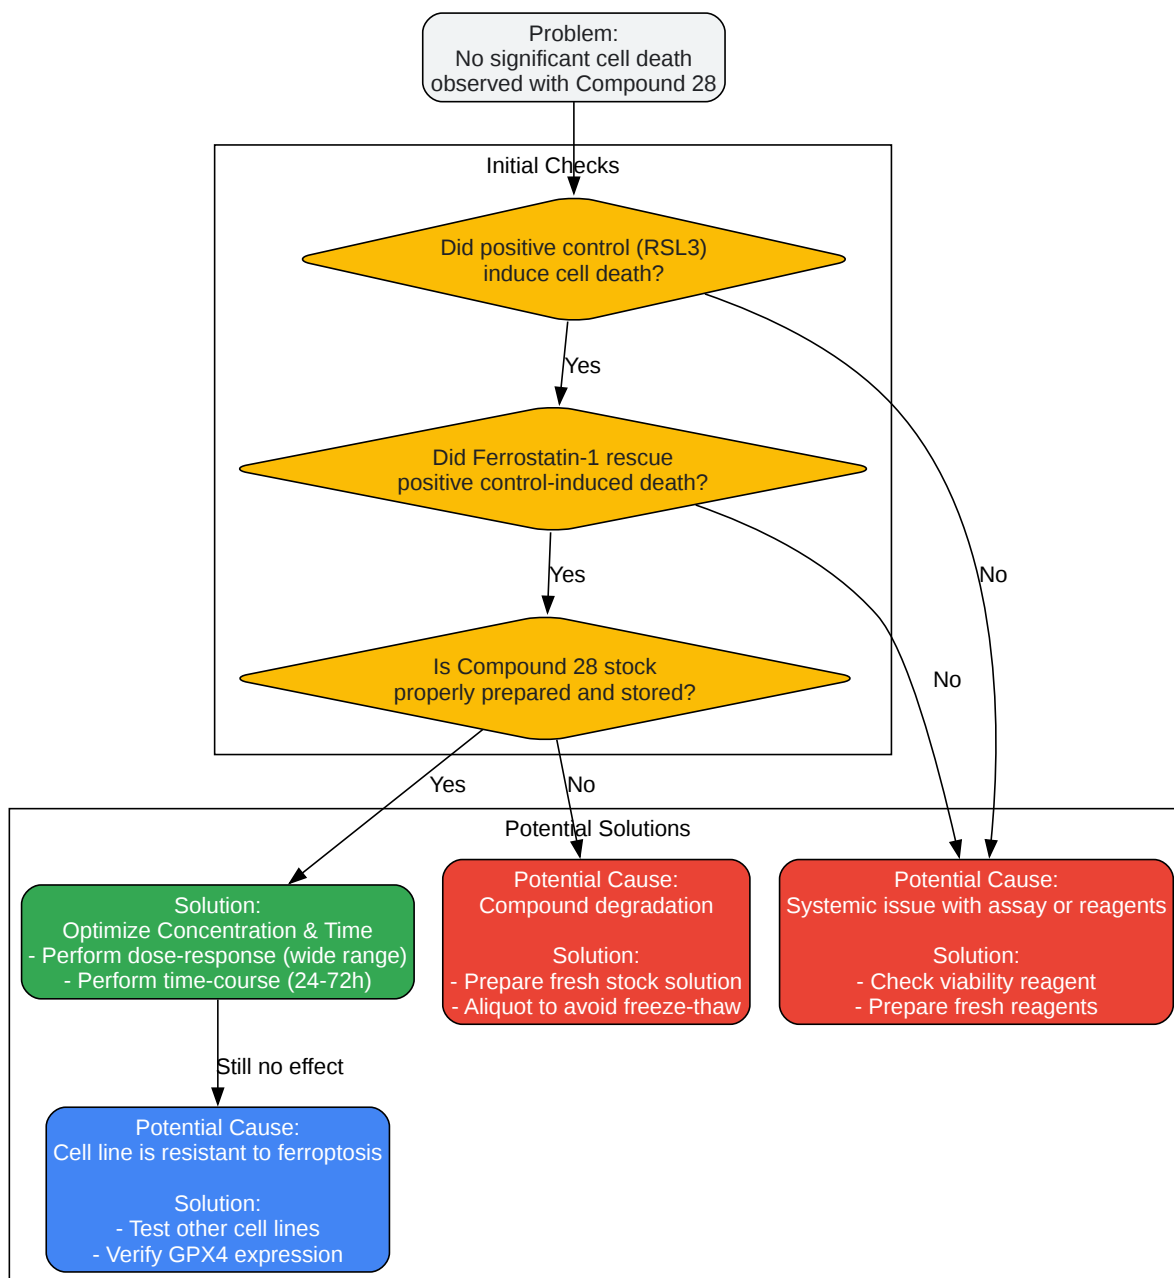 Problem:
No significant cell death
observed with Compound 28
Initial Checks
Did positive control (RSL3)
induce cell death?
Yes
No
Did Ferrostatin-1 rescue
positive control-induced death?
Yes
No
Is Compound 28 stock
properly prepared and stored?
Yes
No
Potential Solutions
Solution:
Optimize Concentration & Time
- Perform dose-response (wide range)
- Perform time-course (24-72h)
Potential Cause:
Compound degradation
Solution:
- Prepare fresh stock solution
- Aliquot to avoid freeze-thaw
Potential Cause:
Systemic issue with assay or reagents
Solution:
- Check viability reagent
- Prepare fresh reagents
Still no effect
Potential Cause:
Cell line is resistant to ferroptosis
Solution:
- Test other cell lines
- Verify GPX4 expression